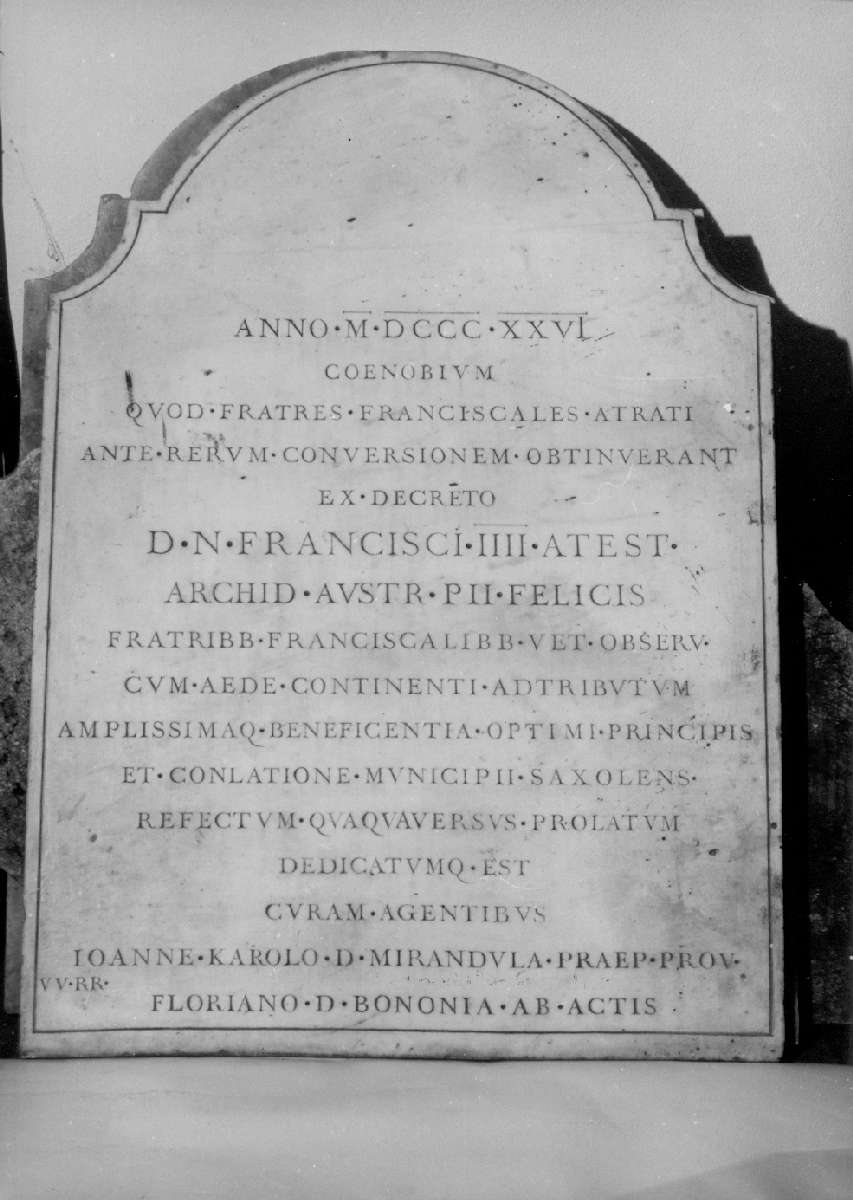 ANNO·M·DCCC·XXVI
COENOBIVM
QVOD·FRATRES·FRANCISCALES·ATRATI
ANTE·RERVM·CONVERSIONEM·OBTINVERANT
EX·DECRETO
D·N·FRANCISCI·IIII·ATEST·
ARCHID·AVSTR·PII·FELICIS
FRATRIBB·FRANCISCALIBB·VET·OBSERV·
CVM·AEDE·CONTINENTI·ADTRIBVTVM
AMPLISSIMAQ·BENEFICENTIA·OPTIMI·PRINCIPIS
ET·CONLATIONE·MVNICIPII·SAXOLENS·
REFECTVM·QVAQVAVERSVS·PROLATVM
DEDICATVMQ·EST
CVRAM·AGENTIBVS
IOANNE·KAROLO·D·MIRANDVLA·PRAEP·PROV·
VV·RR·
FLORIANO·D·BONONIA·AB·ACTIS